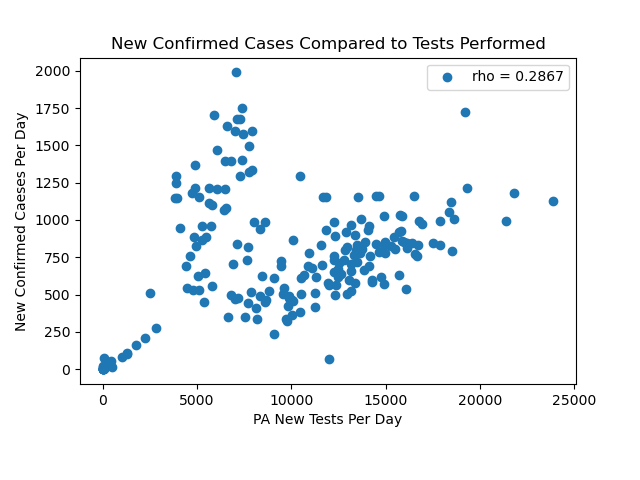 New Confirmed Cases Compared to Tests Performed
rho = 0.2867
New Confirmed Caeses Per Day
2000
1750
1500
1250
1000
750
500
250
0
0 5000 10000 15000 20000 25000
PA New Tests Per Day